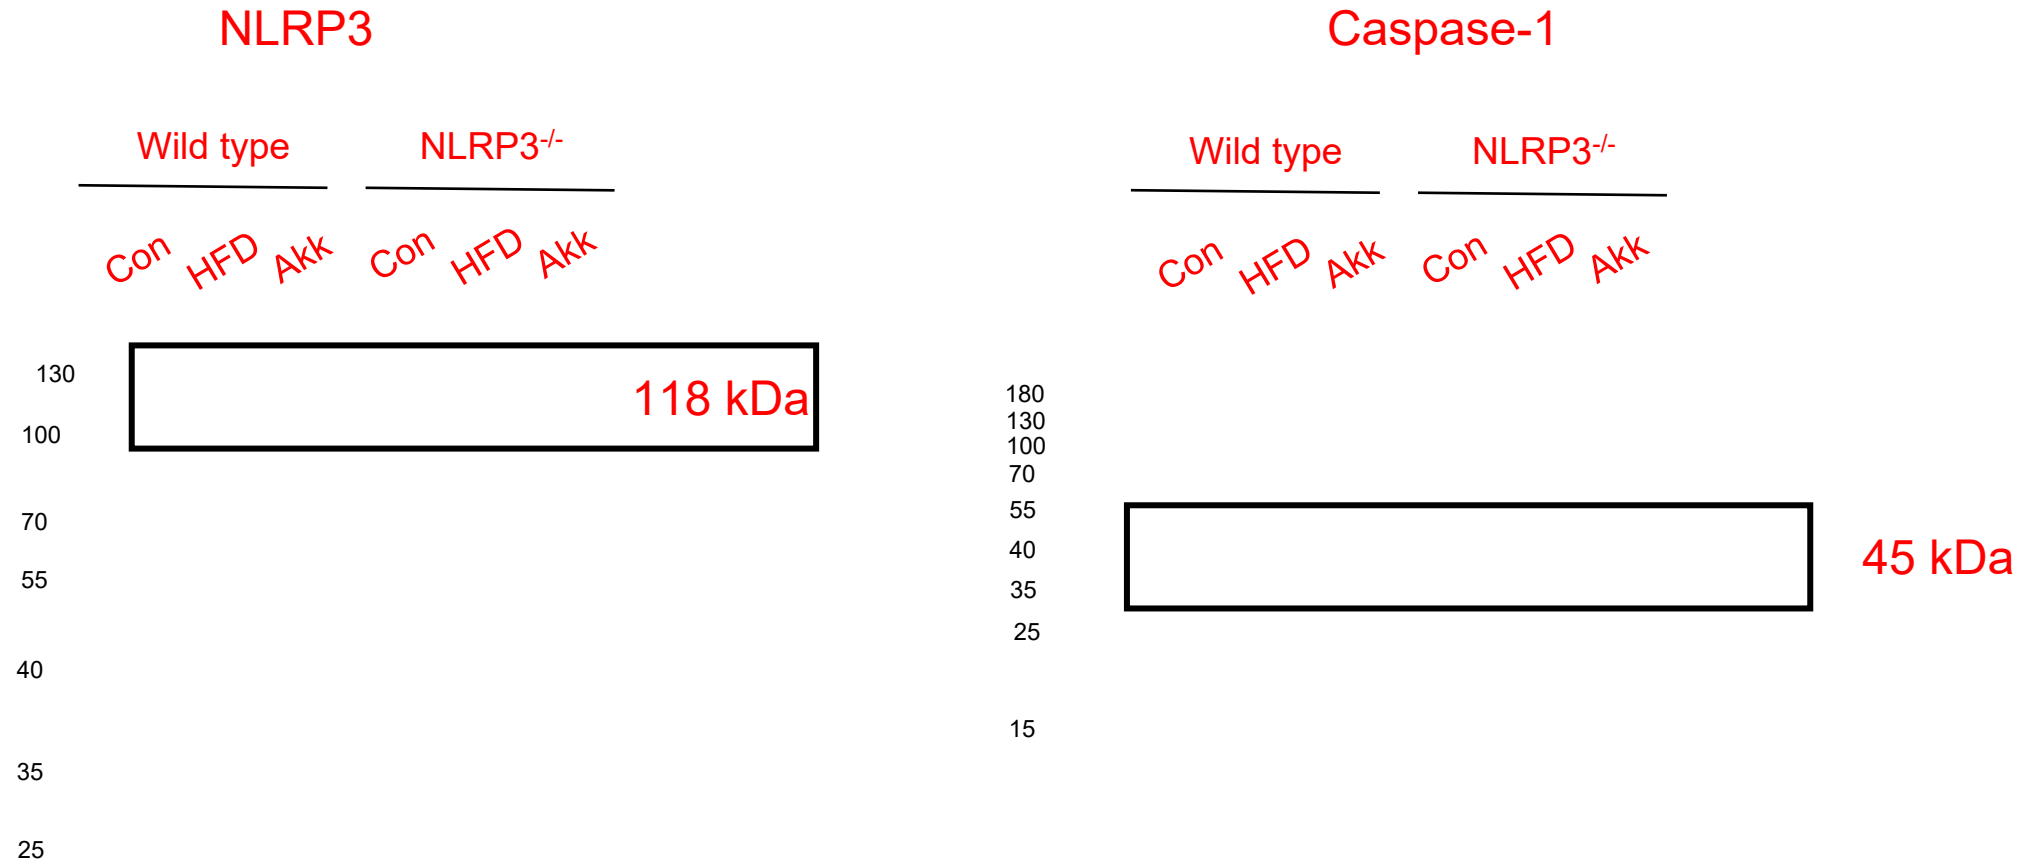 NLRP3
Wild type NLRP3-/-
Con HFD Akk Con HFD Akk
130
118 kDa
100
70
55
40
35
25
Caspase-1
Wild type NLRP3-/-
Con HFD Akk Con HFD Akk
180
130
100
70
55
40
45 kDa
35
25
15